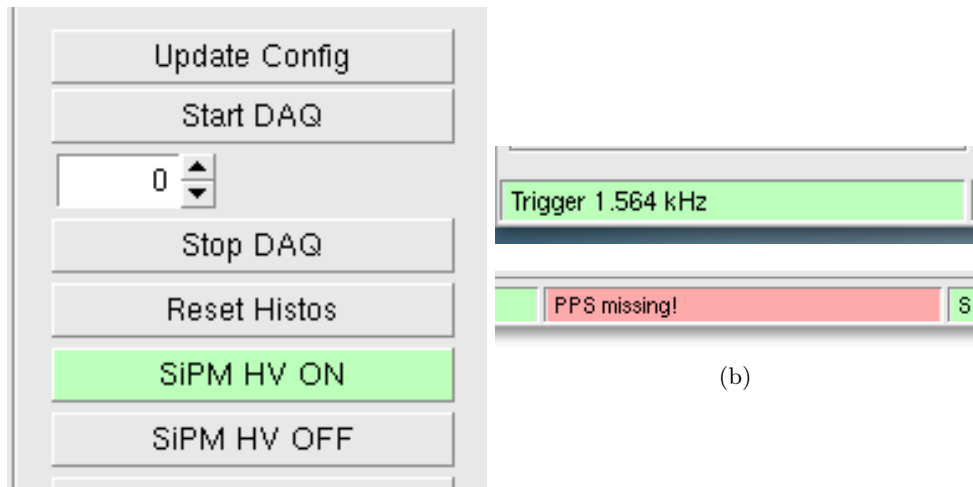 Update Config
Start DAQ
0
Stop DAQ
Reset Histos
SiPM HV ON
SiPM HV OFF
Trigger 1.564 kHz
PPS missing!
S
(b)